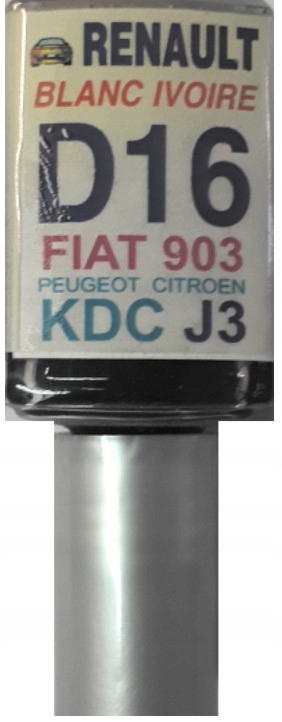 RENAULT
BLANC IVOIRE
D16
FIAT 903
PEUGEOT CITROEN
KDC J3